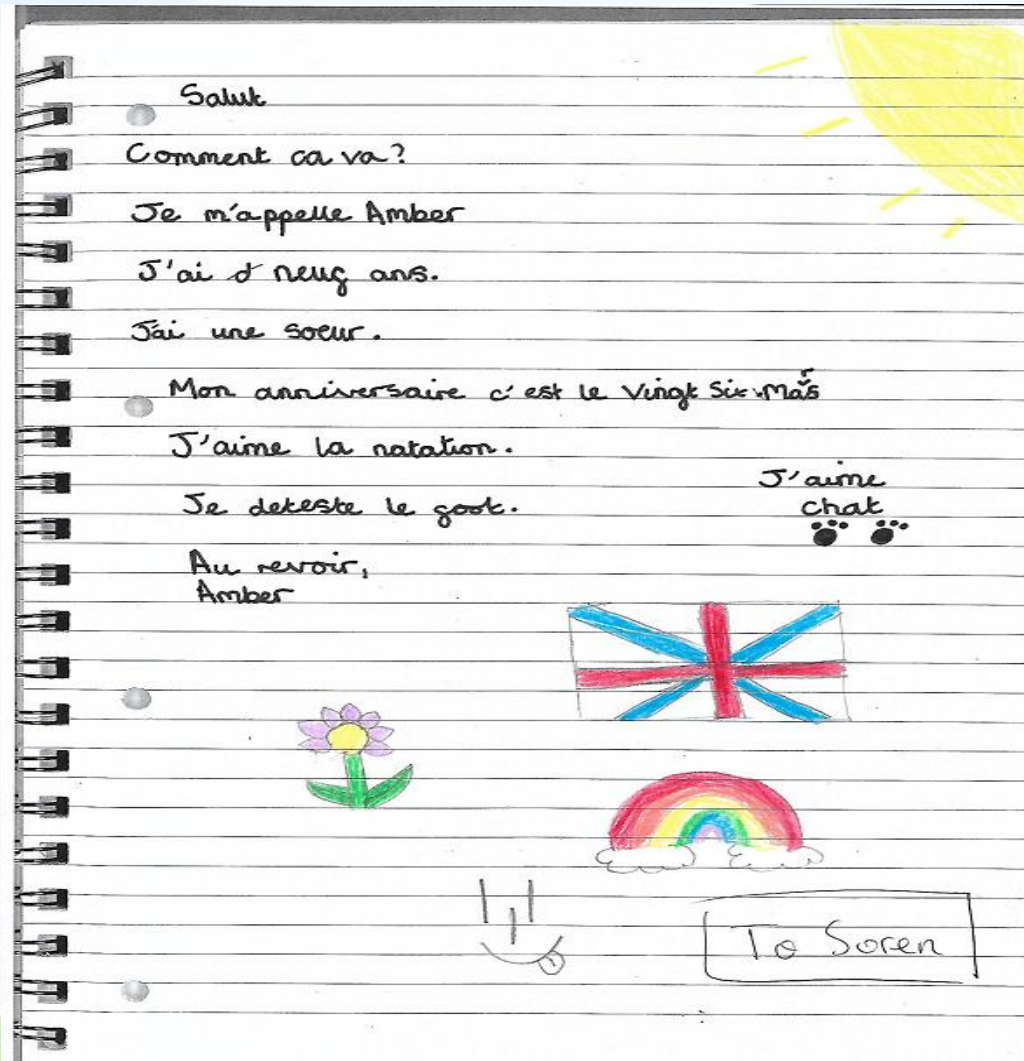 Salut
Comment ca va?
Je m'appelle Amber
J'ai neuf ans.
J'ai une soeur.
Mon anniversaire c'est le vingt six mars
J'aime la natation.
Je deteste le foot.
J'aime
chat
Au revoir,
Amber
To Soren